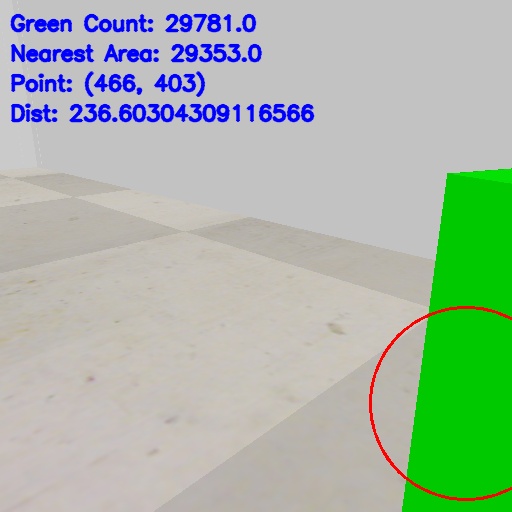 Green Count: 29781.0
Nearest Area: 29353.0
Point: (466, 403)
Dist: 236.60304309116566